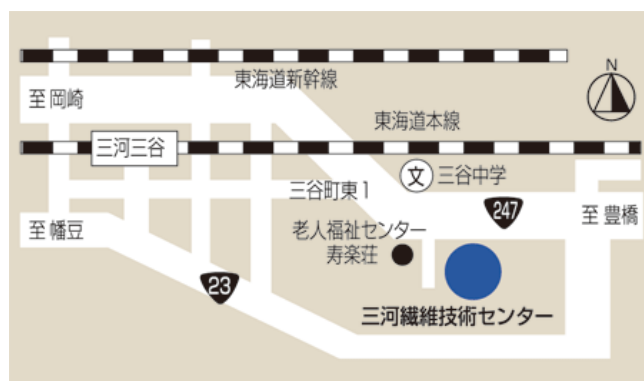 N
東海道新幹線
至 岡崎
東海道本線
三河三谷
文 三谷中学
三谷町東1
247
至 豊橋
至 幡豆
老人福祉センター
寿楽荘
23
三河繊維技術センター